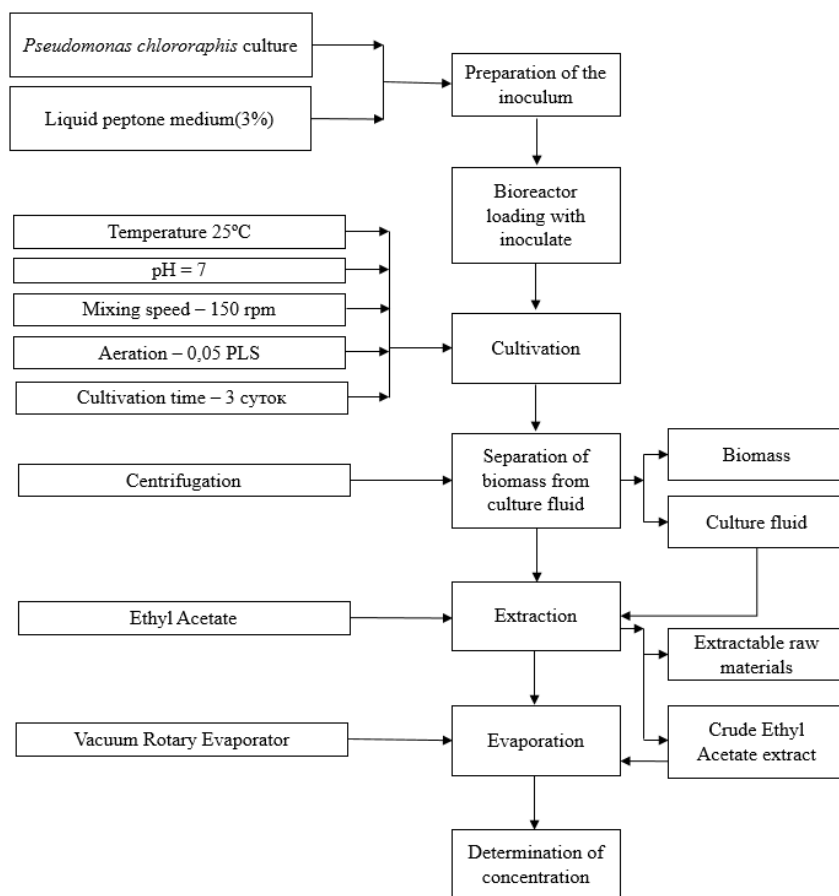 Pseudomonas chlororaphis culture
Liquid peptone medium(3%)
Preparation of the
inoculum
Bioreactor
loading with
inoculate
Temperature 25ºC
pH = 7
Mixing speed – 150 rpm
Aeration – 0,05 PLS
Cultivation time – 3 суток
Cultivation
Centrifugation
Separation of
biomass from
culture fluid
Biomass
Culture fluid
Ethyl Acetate
Extraction
Extractable raw
materials
Vacuum Rotary Evaporator
Evaporation
Crude Ethyl
Acetate extract
Determination of
concentration